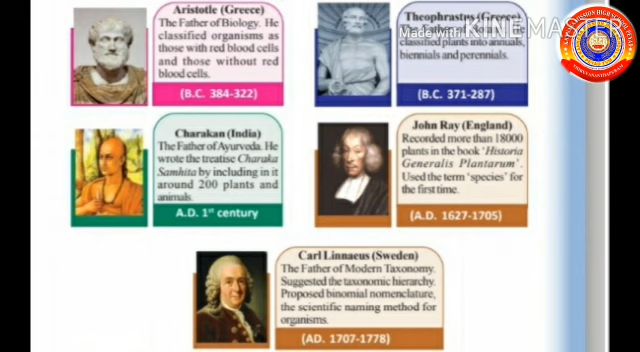 Aristotle (Greece)
The Father of Biology. He
classified organisms as
those with red blood cells
and those without red
blood cells.
(B.C. 384-322)
Theophrastus (Greece)
Made with KINEMASTER
classified plants into annuals,
biennials and perennials.
(B.C. 371-287)
Charakan (India)
The Father of Ayurveda. He
wrote the treatise Charaka
Samhita by including in it
around 200 plants and
animals.
A.D. 1st century
John Ray (England)
Recorded more than 18000
plants in the book 'Historia
Generalis Plantarum'.
Used the term 'species' for
the first time.
(A.D. 1627-1705)
Carl Linnaeus (Sweden)
The Father of Modern Taxonomy.
Suggested the taxonomic hierarchy.
Proposed binomial nomenclature,
the scientific naming method for
organisms.
(AD. 1707-1778)